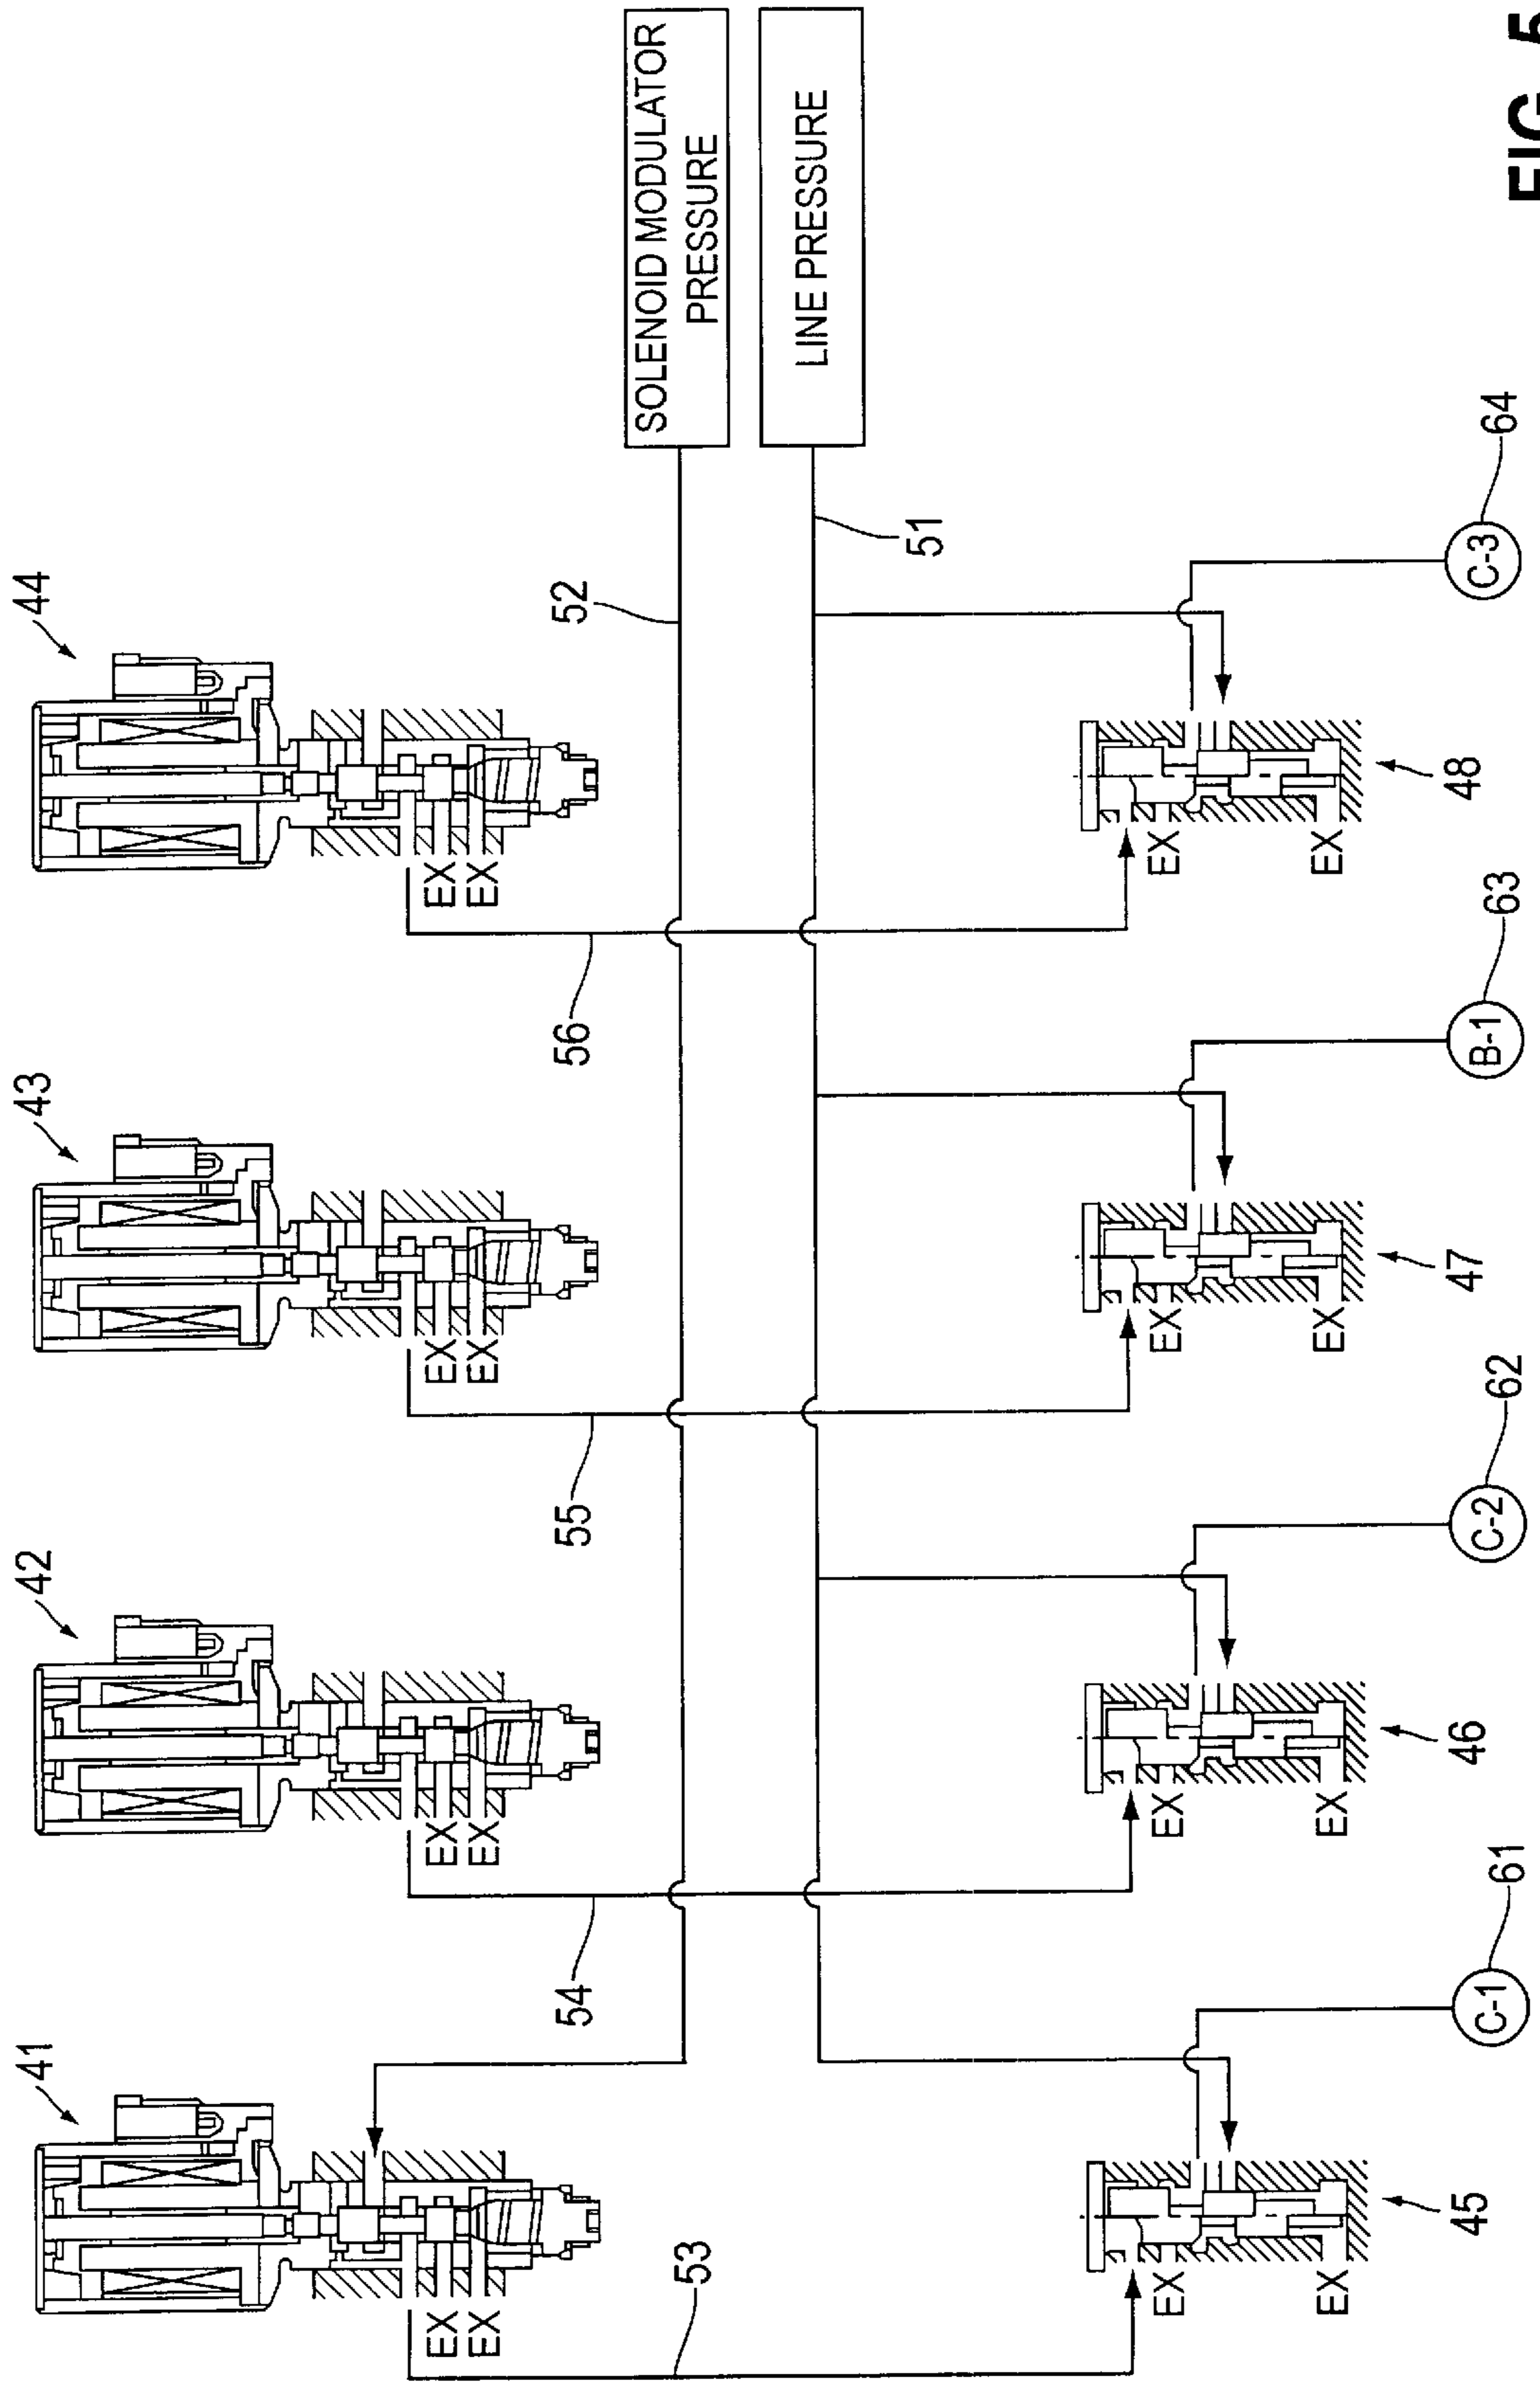 44
43
42
41
EX
EX
EX
EX
EX
EX
EX
EX
SOLENOID MODULATOR
PRESSURE
LINE PRESSURE
52
51
56
55
54
53
EX
EX
EX
EX
EX
EX
EX
EX
48
47
46
45
C-3
64
B-1
63
C-2
62
C-1
61
FIG. 5